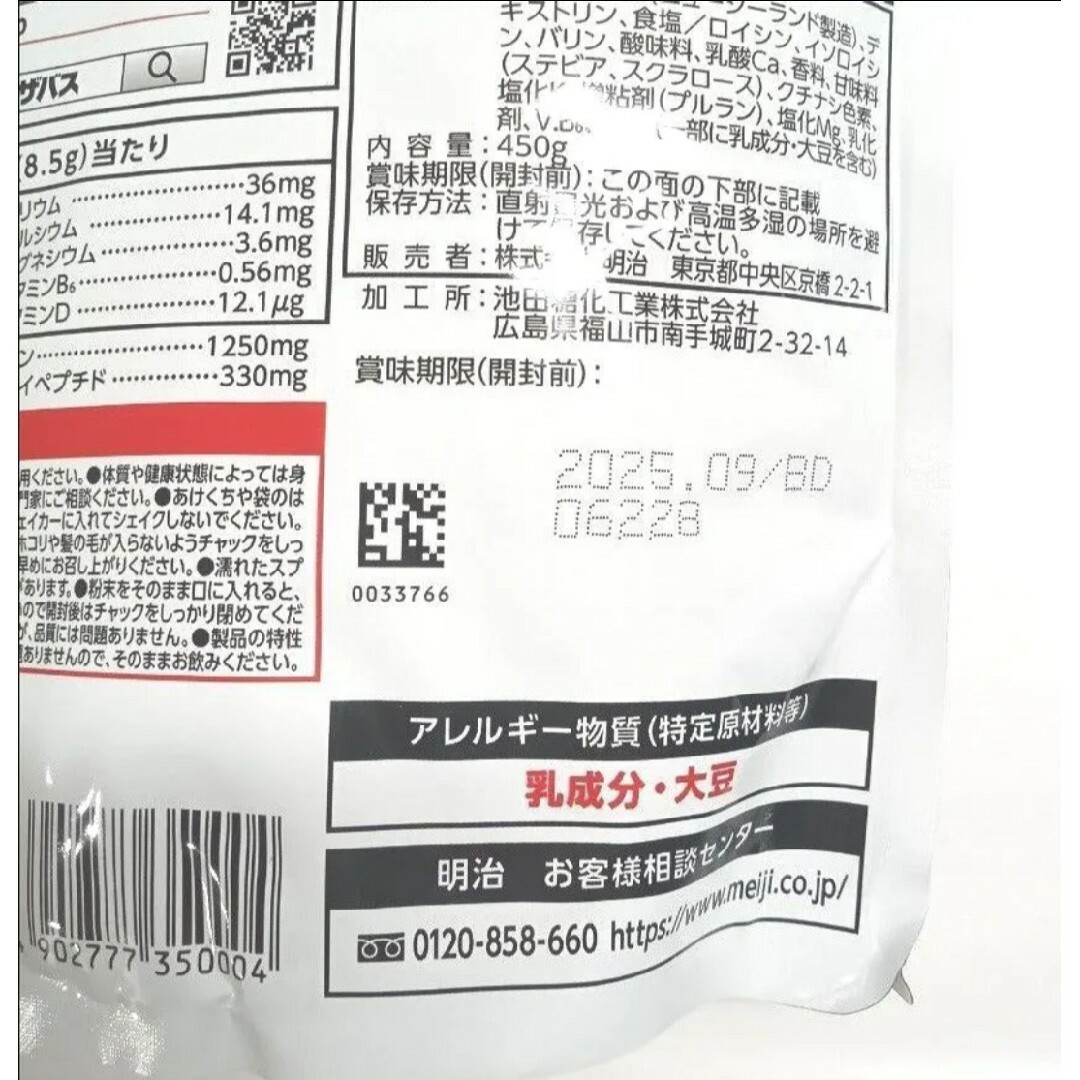 ザバス
(8.5g)当たり
リウム 36mg
ルシウム 14.1mg
グネシウム 3.6mg
タミンB₆ 0.56mg
タミンD 12.1μg
ン 1250mg
イペプチド 330mg
用ください。●体質や健康状態によっては身
門家にご相談ください。●あけくちや袋のは
ェイカーに入れてシェイクしないでください。
ホコリや髪の毛が入らないようチャックをしっ
早めにお召し上がりください。●濡れたスプ
があります。●粉末をそのまま口に入れると、
ので開封後はチャックをしっかり閉めてくだ
が、品質には問題ありません。●製品の特性
題ありませんので、そのままお飲みください。
4 902777 350004
ーランド製造)、デ
キストリン、食塩/ロイシン、イソロイシ
ン、バリン、酸味料、乳酸Ca、香料、甘味料
(ステビア、スクラロース)、クチナシ色素、
塩化 増粘剤(プルラン)、塩化Mg、乳化
剤、V.B₆、 (一部に乳成分・大豆を含む)
内容量:450g
賞味期限(開封前):この面の下部に記載
保存方法:直射 光および高温多湿の場所を避
けて 存してください。
販売者:株式 明治 東京都中央区京橋2-2-1
加工所:池田糖化工業株式会社
広島県福山市南手城町2-32-14
賞味期限(開封前):
2025.09/BD
06228
0033766
アレルギー物質(特定原材料等)
乳成分・大豆
明治 お客様相談センター
0120-858-660 https://www.meiji.co.jp/